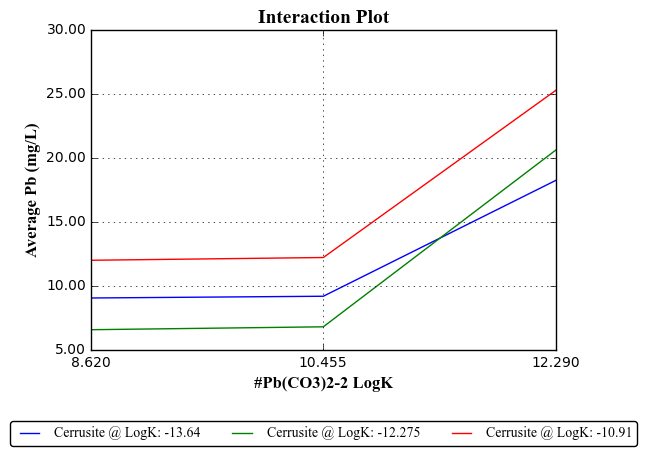 Interaction Plot
30.00
25.00
20.00
15.00
10.00
5.00
Average Pb (mg/L)
8.620 10.455 12.290
#Pb(CO3)2-2 LogK
Cerrusite @ LogK: -13.64 Cerrusite @ LogK: -12.275 Cerrusite @ LogK: -10.91